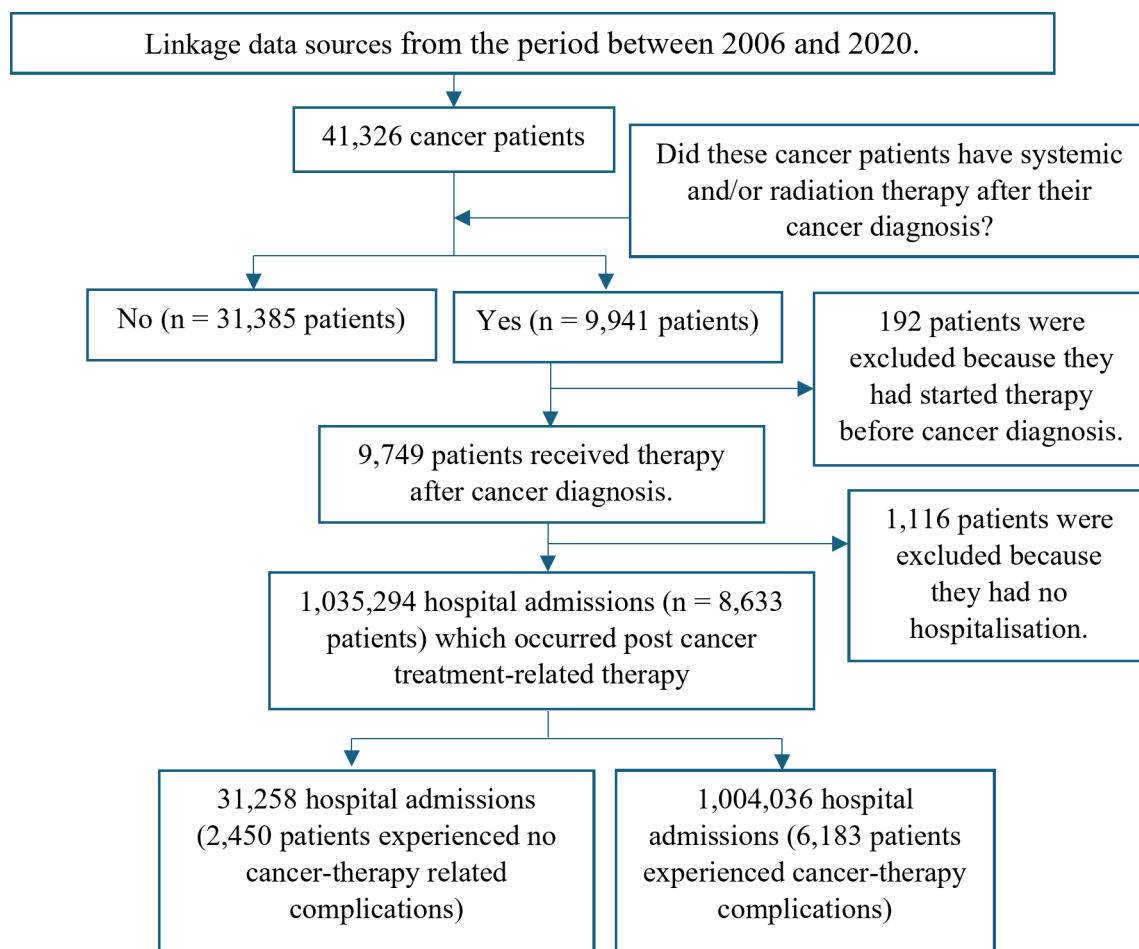 Linkage data sources from the period between 2006 and 2020.
41,326 cancer patients
Did these cancer patients have systemic
and/or radiation therapy after their
cancer diagnosis?
No (n = 31,385 patients)
Yes (n = 9,941 patients)
192 patients were
excluded because they
had started therapy
before cancer diagnosis.
9,749 patients received therapy
after cancer diagnosis.
1,116 patients were
excluded because
they had no
hospitalisation.
1,035,294 hospital admissions (n = 8,633
patients) which occurred post cancer
treatment-related therapy
31,258 hospital admissions
(2,450 patients experienced no
cancer-therapy related
complications)
1,004,036 hospital
admissions (6,183 patients
experienced cancer-therapy
complications)